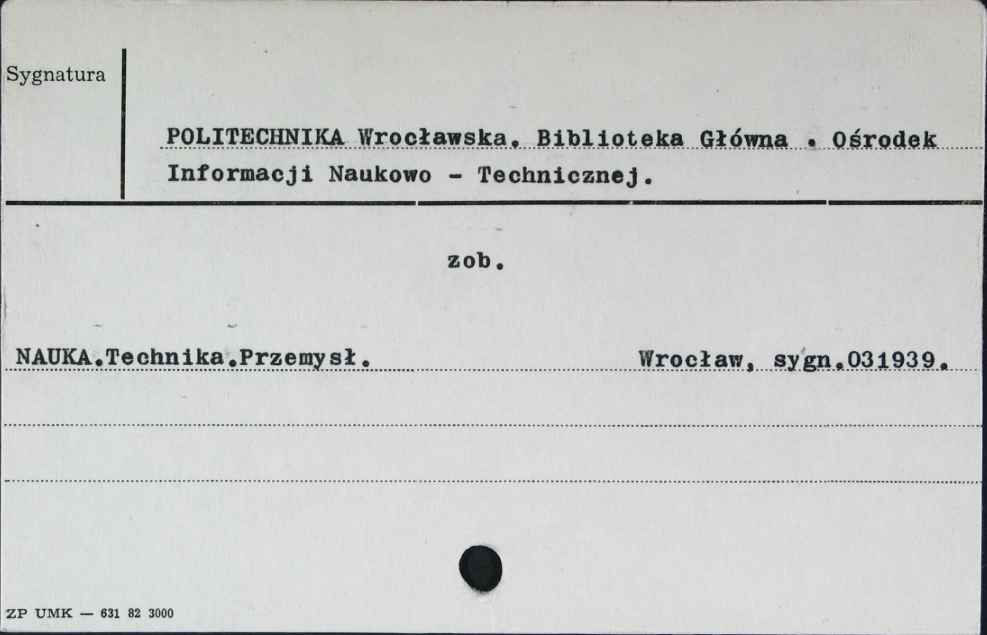 Sygnatura
POLITECHNIKA Wrocławska. Biblioteka Główna . Ośrodek
Informacji Naukowo - Technicznej.
zob.
NAUKA.Technika.Przemysł. Wrocław, sygn.031939.
ZP UMK — 631 82 3000